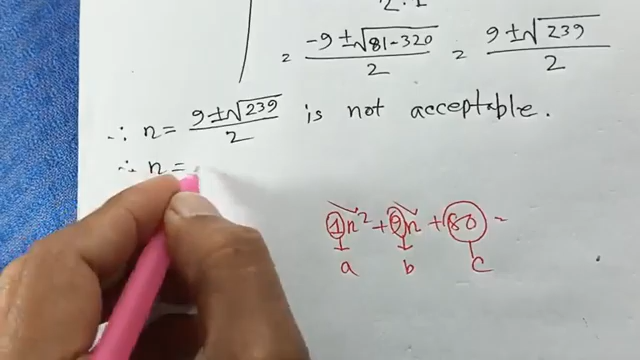 2.1
= -9 ± √81-320 / 2 = 9 ± √239 / 2
∴ n = 9 ± √239 / 2 is not acceptable.
∴ n =
1n² + 9n + 80 =
a b c